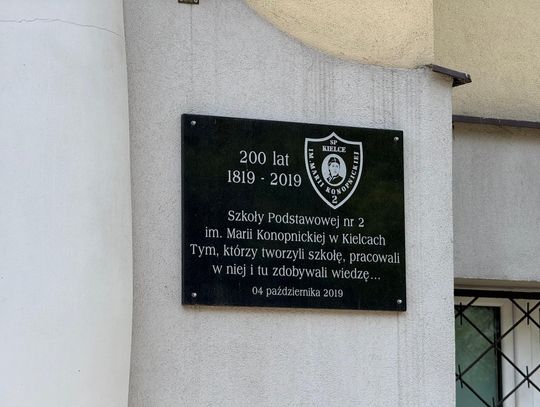 200 lat
1819 - 2019
SP
KIELCE
IM. MARII KONOPNICKIEJ
2
Szkoły Podstawowej nr 2
im. Marii Konopnickiej w Kielcach
Tym, którzy tworzyli szkołę, pracowali
w niej i tu zdobywali wiedzę...
04 października 2019